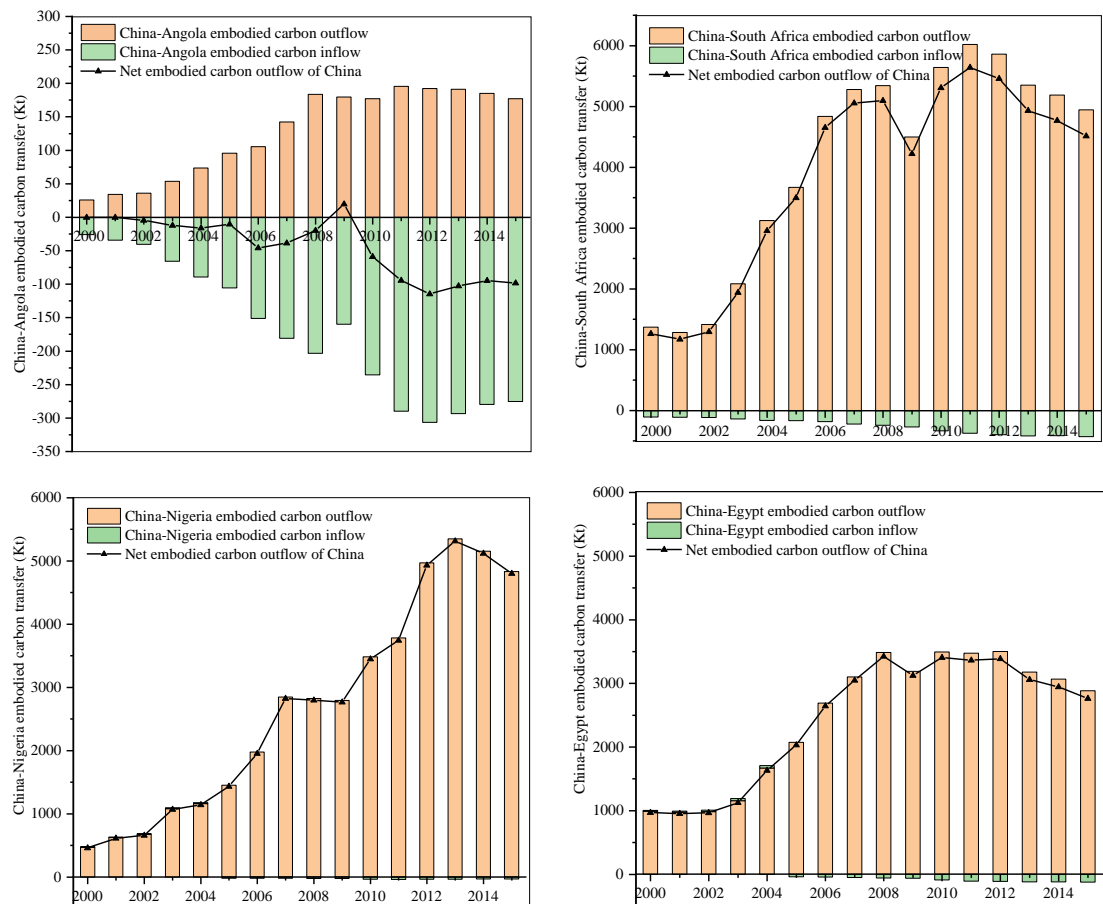 China-Angola embodied carbon transfer (Kt)
300
250
200
150
100
50
0
-50
-100
-150
-200
-250
-300
-350
China-Angola embodied carbon outflow
China-Angola embodied carbon inflow
Net embodied carbon outflow of China
2000 2002 2004 2006 2008 2010 2012 2014
China-South Africa embodied carbon transfer (Kt)
6000
5000
4000
3000
2000
1000
0
China-South Africa embodied carbon outflow
China-South Africa embodied carbon inflow
Net embodied carbon outflow of China
2000 2002 2004 2006 2008 2010 2012 2014
China-Nigeria embodied carbon transfer (Kt)
6000
5000
4000
3000
2000
1000
0
China-Nigeria embodied carbon outflow
China-Nigeria embodied carbon inflow
Net embodied carbon outflow of China
2000 2002 2004 2006 2008 2010 2012 2014
China-Egypt embodied carbon transfer (Kt)
6000
5000
4000
3000
2000
1000
0
China-Egypt embodied carbon outflow
China-Egypt embodied carbon inflow
Net embodied carbon outflow of China
2000 2002 2004 2006 2008 2010 2012 2014